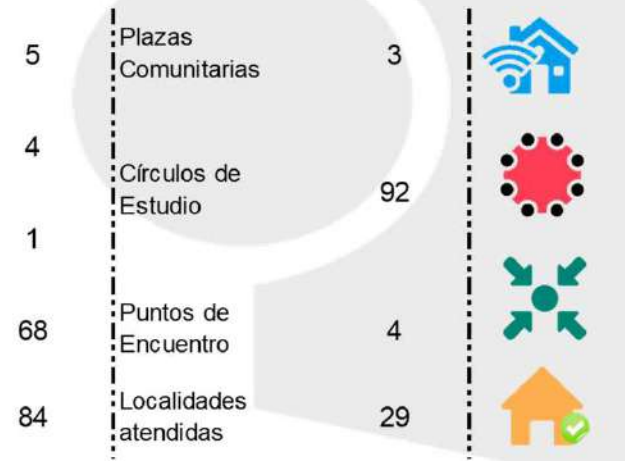 5
Plazas
Comunitarias
3
4
Círculos de
Estudio
92
1
68
Puntos de
Encuentro
4
84
Localidades
atendidas
29